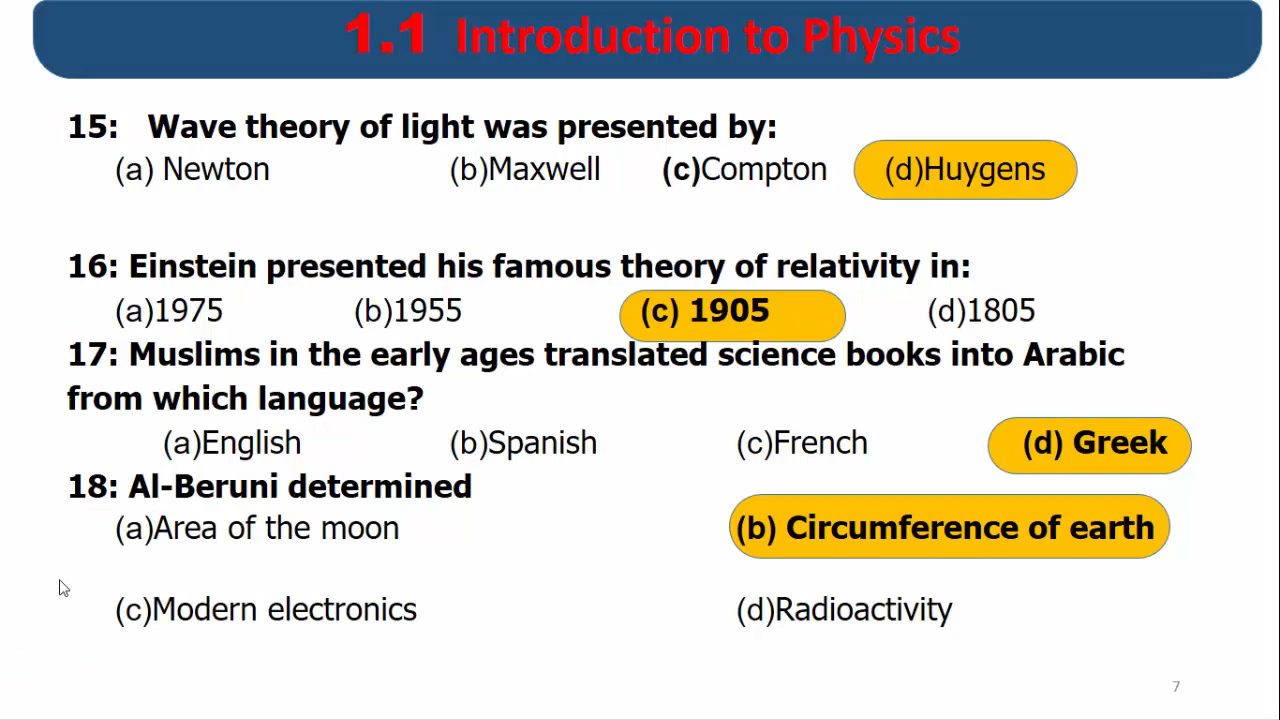 1.1 Introduction to Physics
15: Wave theory of light was presented by:
(a) Newton (b)Maxwell (c)Compton (d)Huygens
16: Einstein presented his famous theory of relativity in:
(a)1975 (b)1955 (c) 1905 (d)1805
17: Muslims in the early ages translated science books into Arabic
from which language?
(a)English (b)Spanish (c)French (d) Greek
18: Al-Beruni determined
(a)Area of the moon (b) Circumference of earth
(c)Modern electronics (d)Radioactivity
7